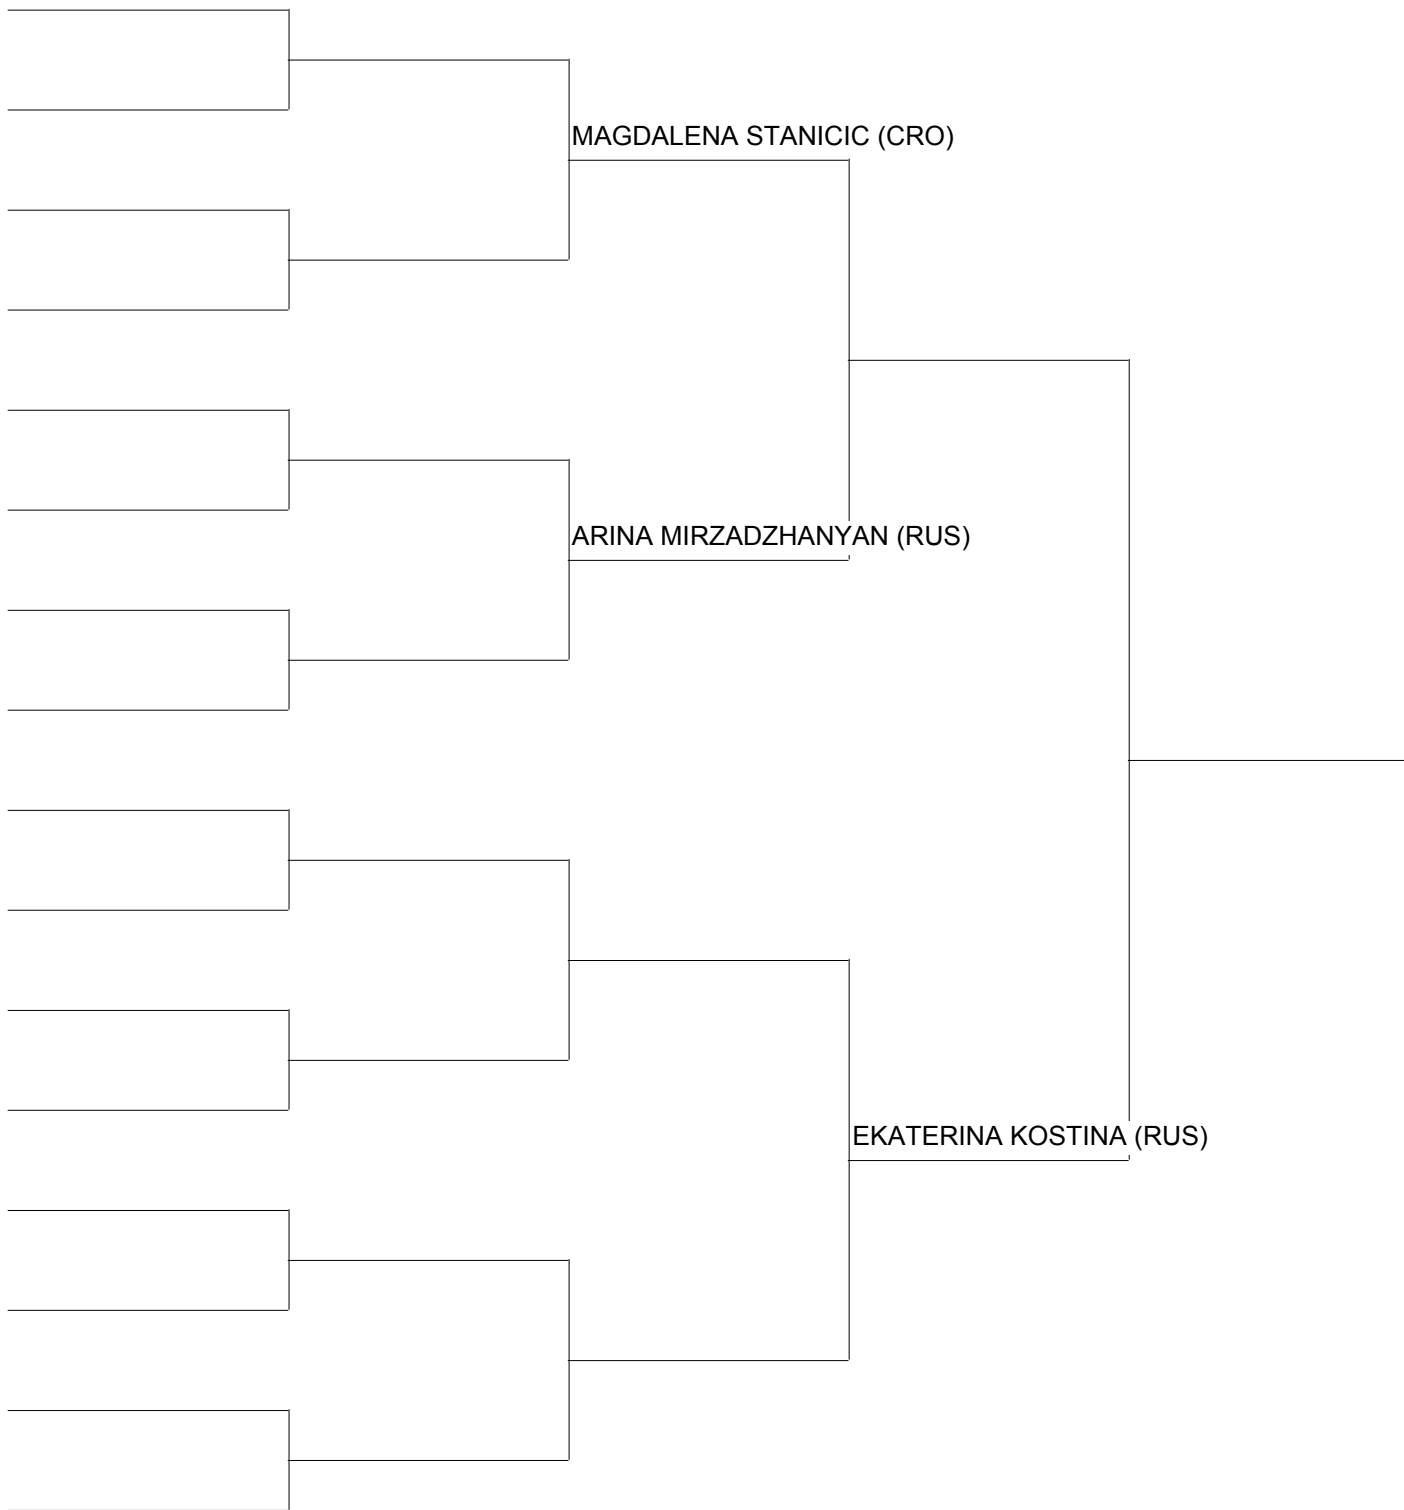 MAGDALENA STANICIC (CRO)
ARINA MIRZADZHANYAN (RUS)
EKATERINA KOSTINA (RUS)